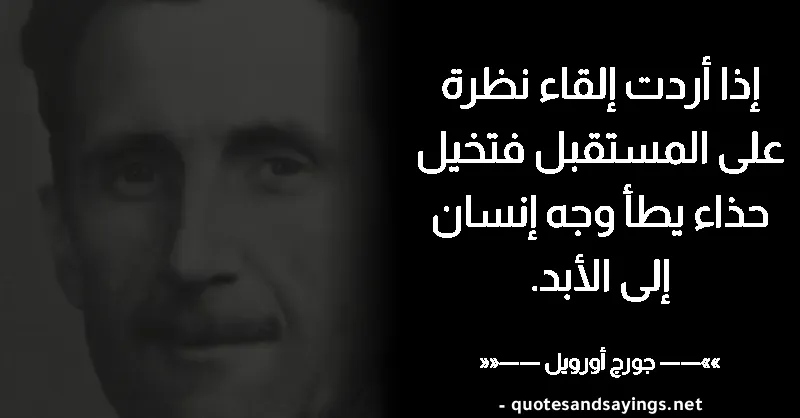 إذا أردت إلقاء نظرة
على المستقبل فتخيل
حذاء يطأ وجه إنسان
إلى الأبد.
»»—— جورج أورويل ——««
- quotesandsayings.net